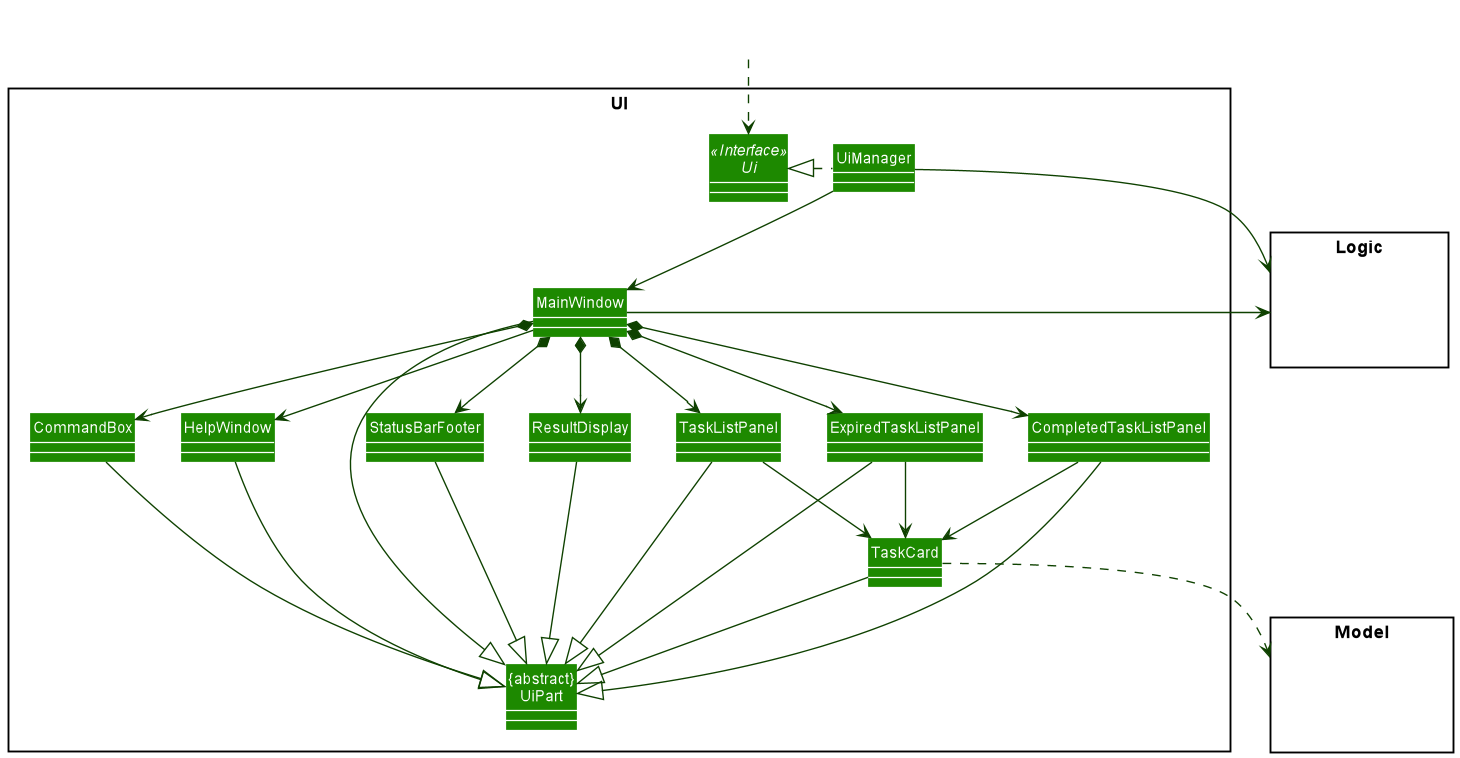 UI
«Interface»
Ui
UiManager
Logic
MainWindow
CommandBox
HelpWindow
StatusBarFooter
ResultDisplay
TaskListPanel
ExpiredTaskListPanel
CompletedTaskListPanel
TaskCard
Model
{abstract}
UiPart